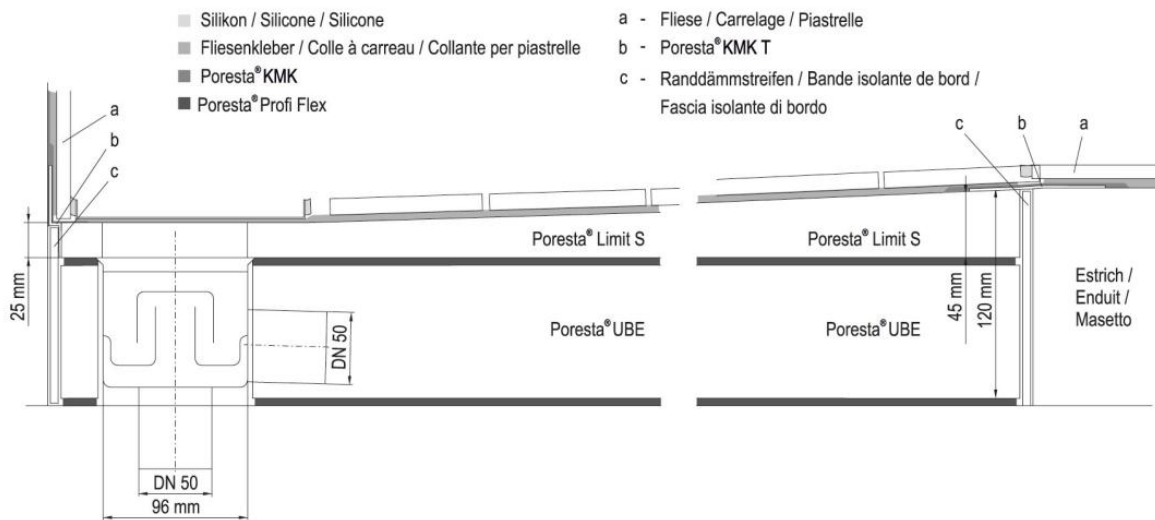 Silikon / Silicone / Silicone
Fliesenkleber / Colle à carreau / Collante per piastrelle
Poresta® KMK
Poresta® Profi Flex
a - Fliese / Carrelage / Piastrelle
b - Poresta® KMK T
c - Randdämmstreifen / Bande isolante de bord /
Fascia isolante di bordo
a
b
c
c
b
a
Poresta® Limit S
Poresta® Limit S
25 mm
Poresta® UBE
Poresta® UBE
DN 50
45 mm
120 mm
Estrich /
Enduit /
Masetto
DN 50
96 mm